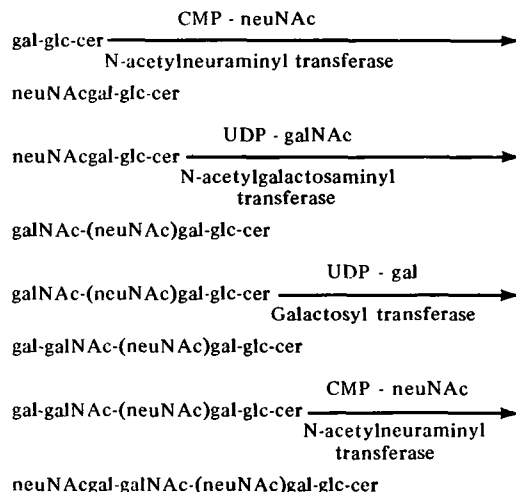 CMP - neuNAc
gal-glc-cer
N-acetylneuraminyl transferase
neuNAcgal-glc-cer
UDP - galNAc
neuNAcgal-glc-cer
N-acetylgalactosaminyl
transferase
galNAc-(neuNAc)gal-glc-cer
UDP - gal
galNAc-(neuNAc)gal-glc-cer
Galactosyl transferase
gal-galNAc-(neuNAc)gal-glc-cer
CMP - neuNAc
gal-galNAc-(neuNAc)gal-glc-cer
N-acetylneuraminyl
transferase
neuNAcgal-galNAc-(neuNAc)gal-glc-cer